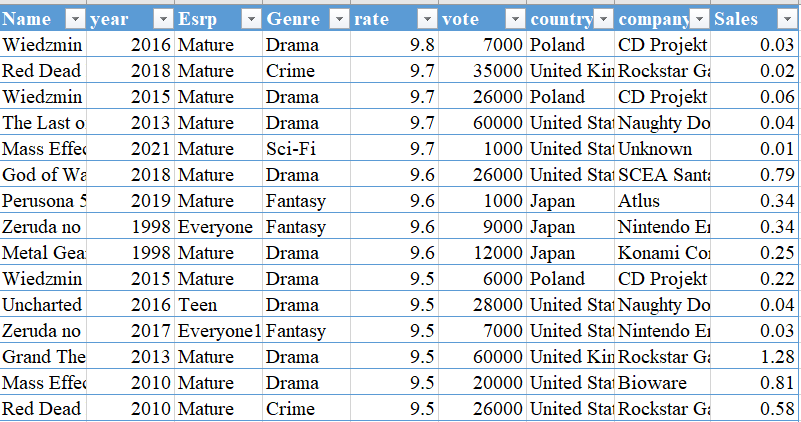 Name year Esrp Genre rate vote country company Sales
Wiedzmin 2016 Mature Drama 9.8 7000 Poland CD Projekt 0.03
Red Dead 2018 Mature Crime 9.7 35000 United Kin Rockstar Ga 0.02
Wiedzmin 2015 Mature Drama 9.7 26000 Poland CD Projekt 0.06
The Last o 2013 Mature Drama 9.7 60000 United Stat Naughty Do 0.04
Mass Effec 2021 Mature Sci-Fi 9.7 1000 United Stat Unknown 0.01
God of Wa 2018 Mature Drama 9.6 26000 United Stat SCEA Santa 0.79
Perusona 5 2019 Mature Fantasy 9.6 1000 Japan Atlus 0.34
Zeruda no 1998 Everyone Fantasy 9.6 9000 Japan Nintendo En 0.34
Metal Gea 1998 Mature Drama 9.6 12000 Japan Konami Co 0.25
Wiedzmin 2015 Mature Drama 9.5 6000 Poland CD Projekt 0.22
Uncharted 2016 Teen Drama 9.5 28000 United Stat Naughty Do 0.04
Zeruda no 2017 Everyone1 Fantasy 9.5 7000 United Stat Nintendo En 0.03
Grand The 2013 Mature Drama 9.5 60000 United Kin Rockstar Ga 1.28
Mass Effec 2010 Mature Drama 9.5 20000 United Stat Bioware 0.81
Red Dead 2010 Mature Crime 9.5 26000 United Stat Rockstar Ga 0.58